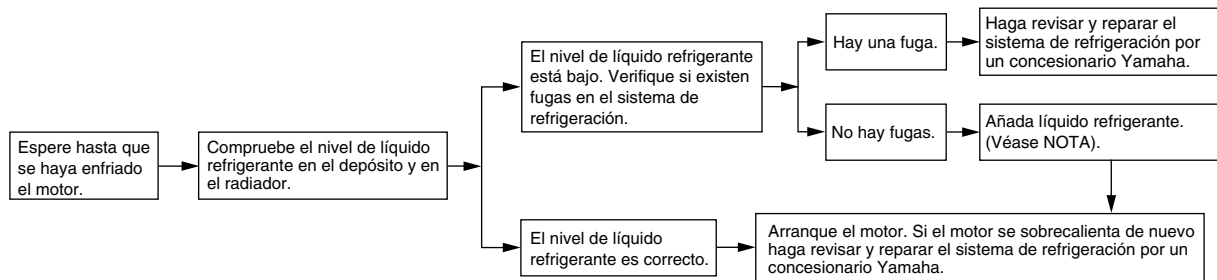 Espere hasta que
se haya enfriado
el motor.
Compruebe el nivel de líquido
refrigerante en el depósito y en
el radiador.
El nivel de líquido refrigerante
está bajo. Verifique si existen
fugas en el sistema de
refrigeración.
Hay una fuga.
Haga revisar y reparar el
sistema de refrigeración por
un concesionario Yamaha.
No hay fugas.
Añada líquido refrigerante.
(Véase NOTA).
El nivel de líquido
refrigerante es correcto.
Arranque el motor. Si el motor se sobrecalienta de nuevo
haga revisar y reparar el sistema de refrigeración por un
concesionario Yamaha.